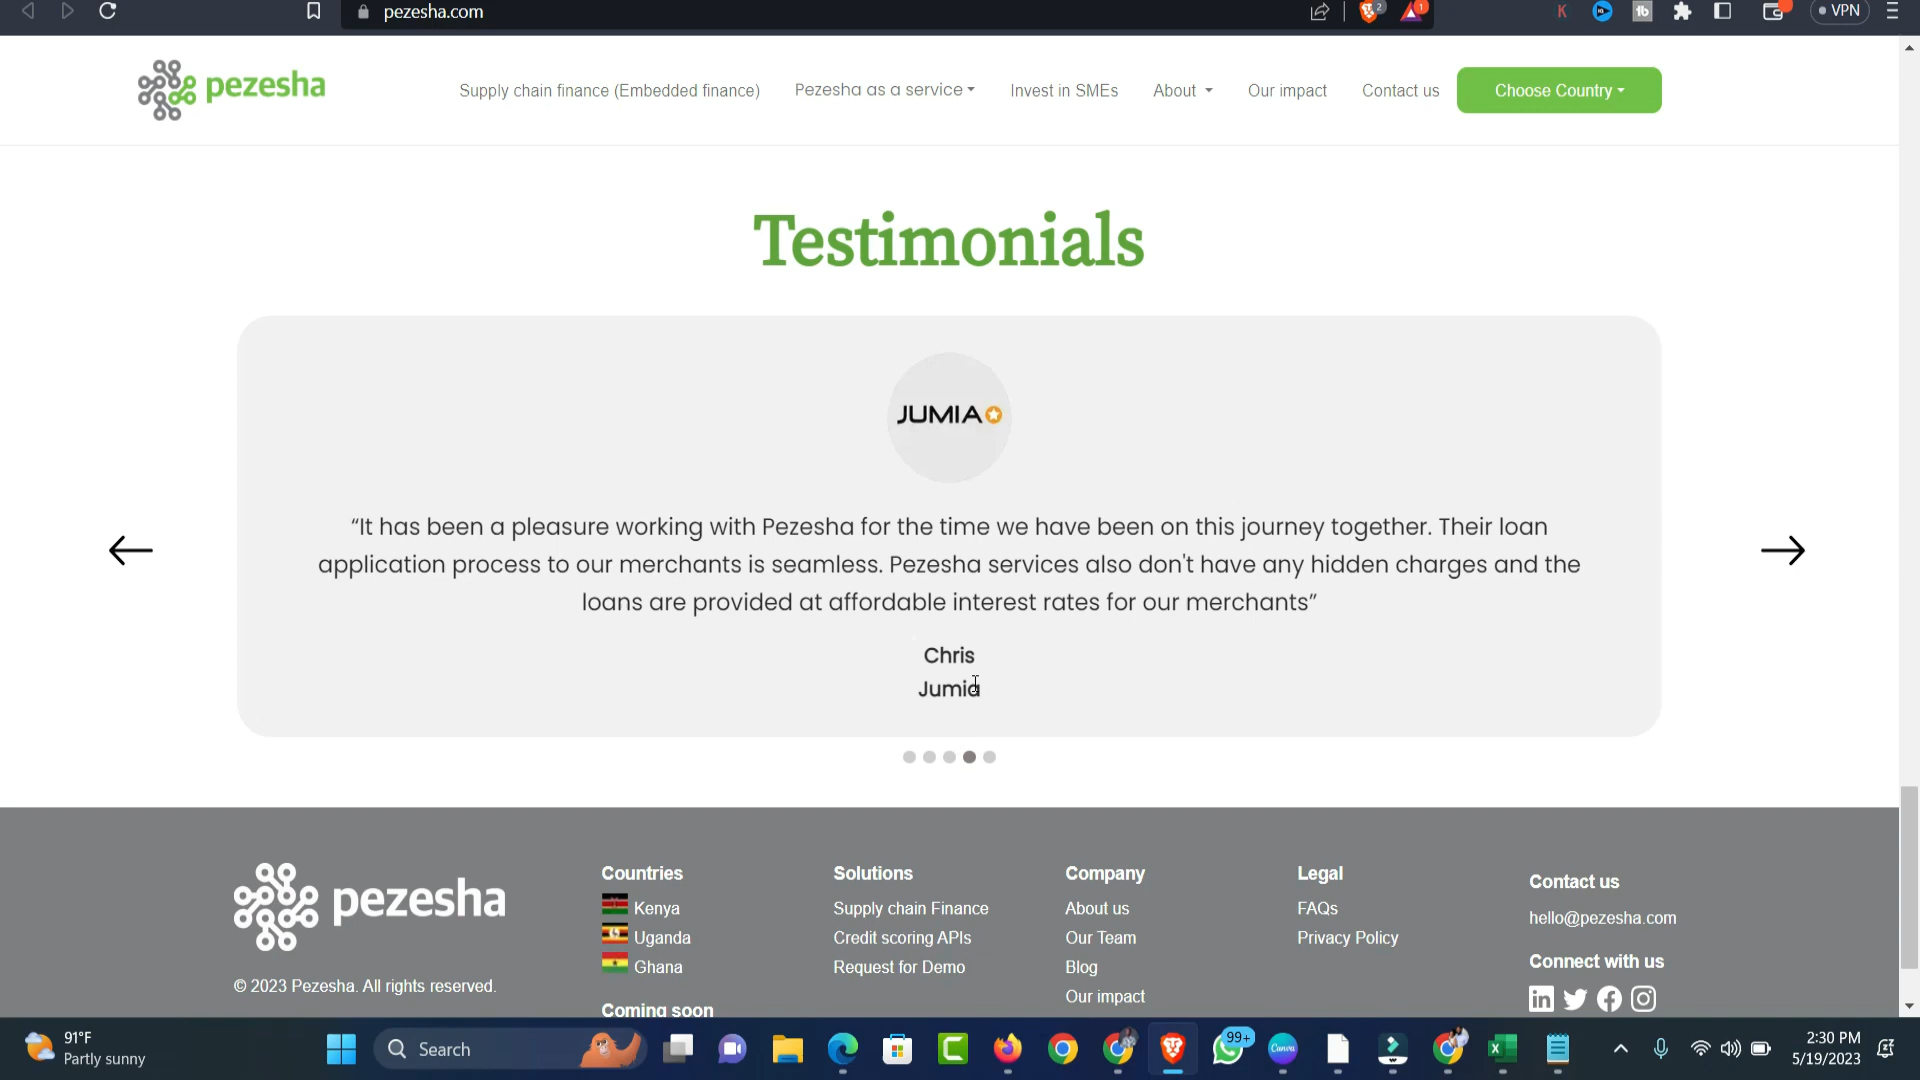 pezesha.com
2
1
K
tb
VPN
pezesha
Supply chain finance (Embedded finance)
Pezesha as a service
Invest in SMEs
About
Our impact
Contact us
Choose Country
Testimonials
JUMIA
“It has been a pleasure working with Pezesha for the time we have been on this journey together. Their loan
application process to our merchants is seamless. Pezesha services also don't have any hidden charges and the
loans are provided at affordable interest rates for our merchants”
Chris
Jumia
pezesha
© 2023 Pezesha. All rights reserved.
Countries
Kenya
Uganda
Ghana
Coming soon
Solutions
Supply chain Finance
Credit scoring APIs
Request for Demo
Company
About us
Our Team
Blog
Our impact
Legal
FAQs
Privacy Policy
Contact us
hello@pezesha.com
Connect with us
91°F
Partly sunny
Search
99+
Canva
2:30 PM
5/19/2023